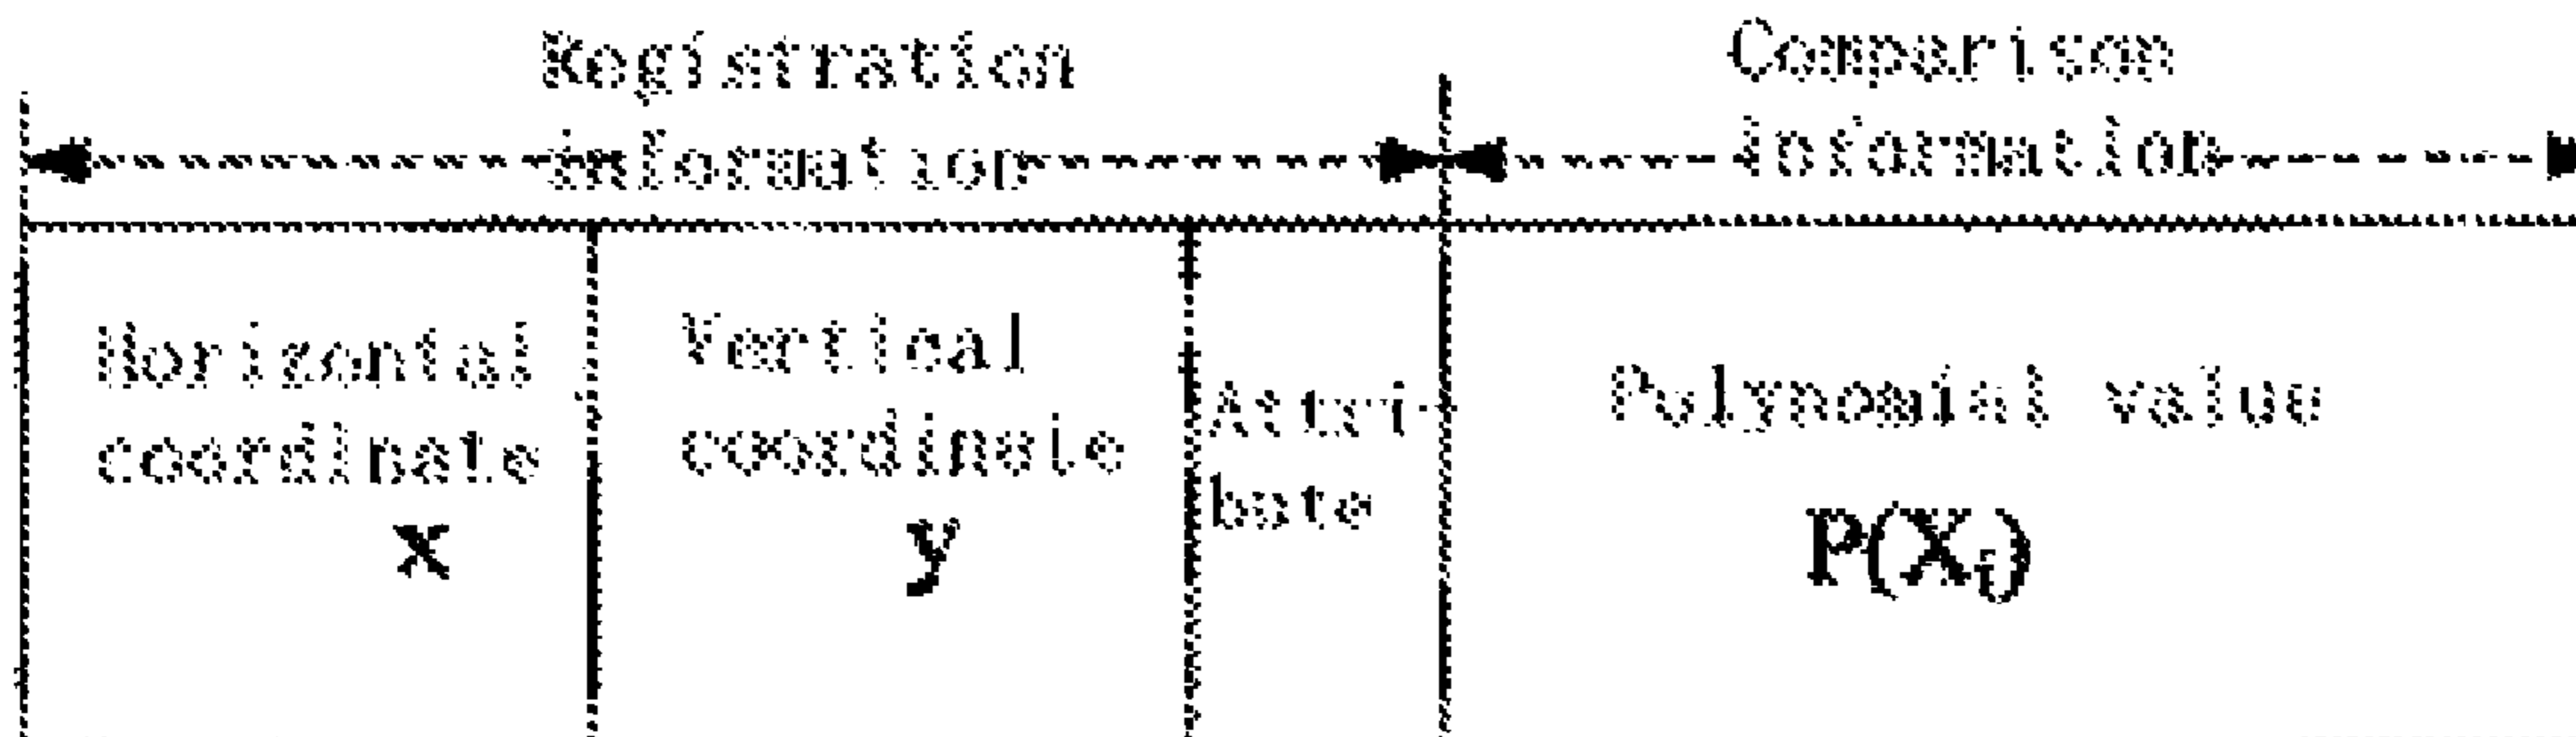 Registration
information
Comparison
information
Horizontal
coordinate
x
Vertical
coordinate
y
Attri-
bute
Polynomial value
P(Xi)